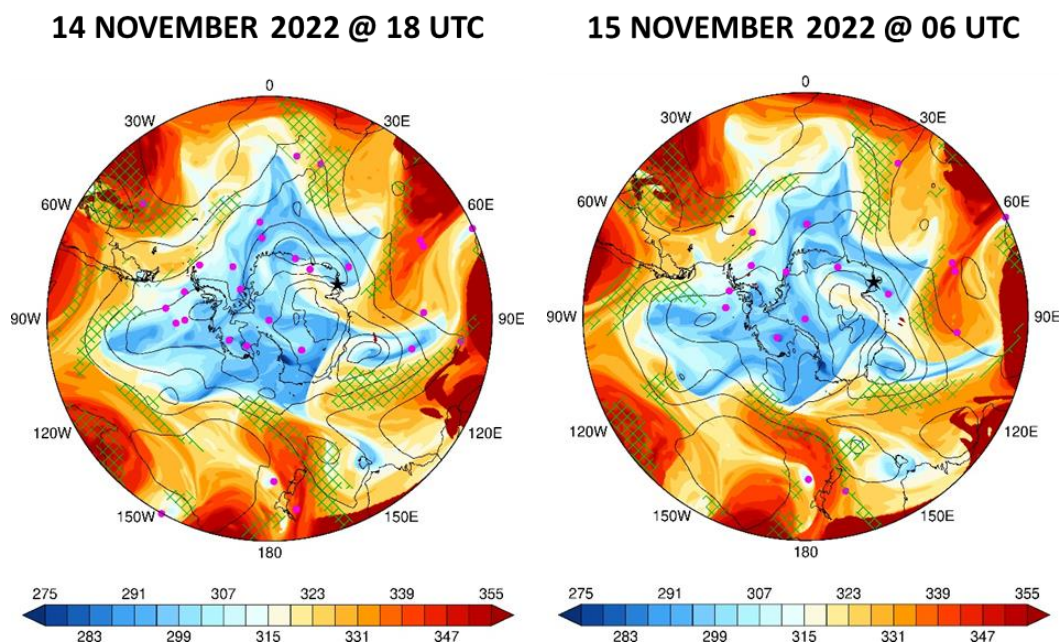 14 NOVEMBER 2022 @ 18 UTC
15 NOVEMBER 2022 @ 06 UTC
0
30W
30E
60W
60E
90W
90E
120W
120E
150W
150E
180
0
30W
30E
60W
60E
90W
90E
120W
120E
150W
150E
180
275 291 307 323 339 355
283 299 315 331 347
275 291 307 323 339 355
283 299 315 331 347